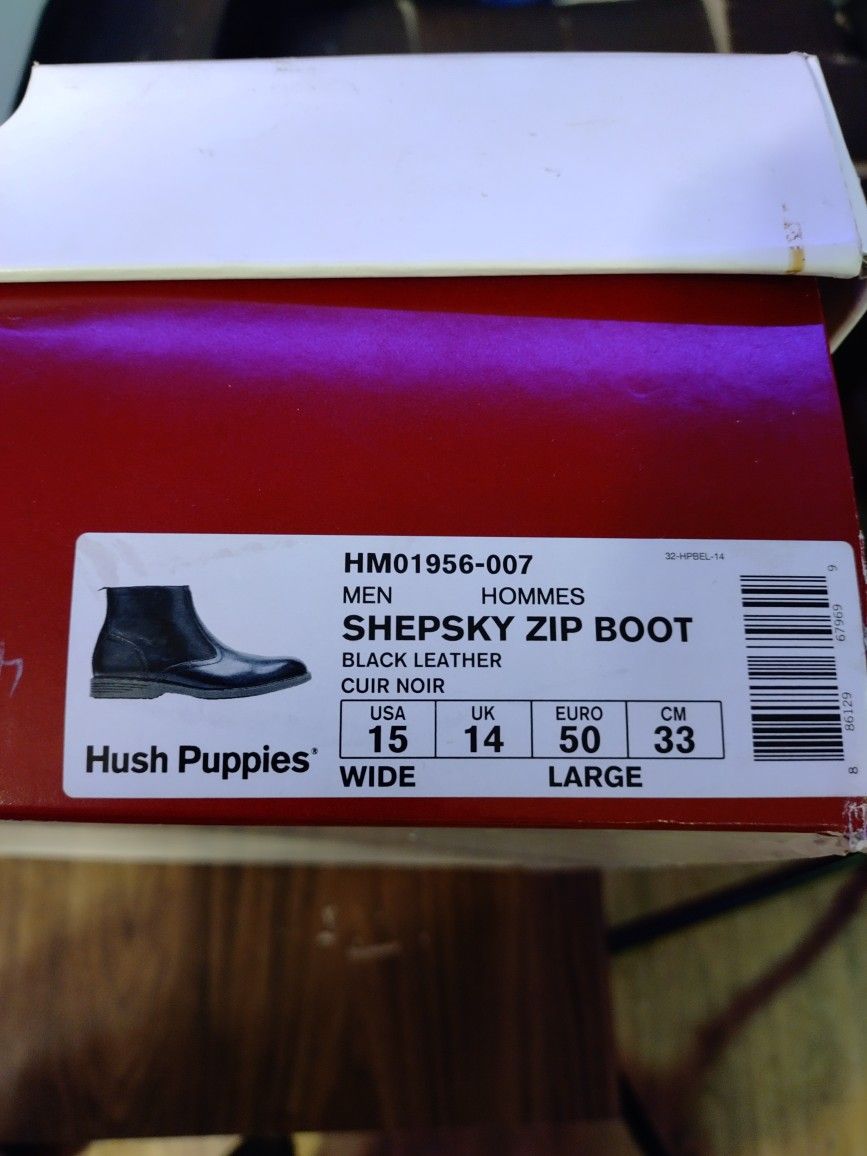 HM01956-007
32-HPBEL-14
MEN HOMMES
SHEPSKY ZIP BOOT
BLACK LEATHER
CUIR NOIR
USA UK EURO CM
15 14 50 33
WIDE LARGE
Hush Puppies®
8 86129 67969 9